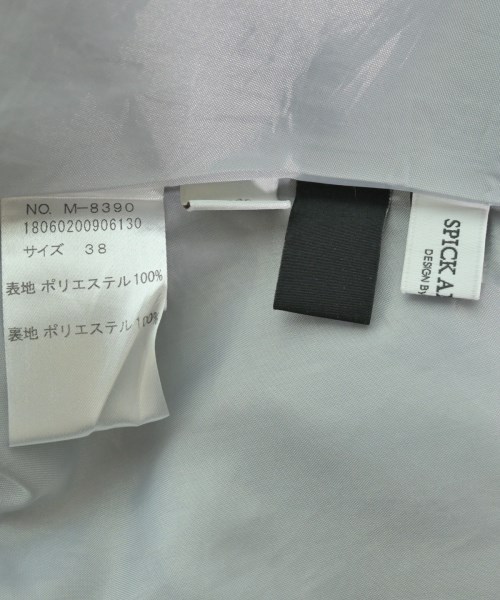 NO. M-8390
18060200906130
サイズ 38
表地 ポリエステル100%
裏地 ポリエステル100%
SPICK A
DESIGN B